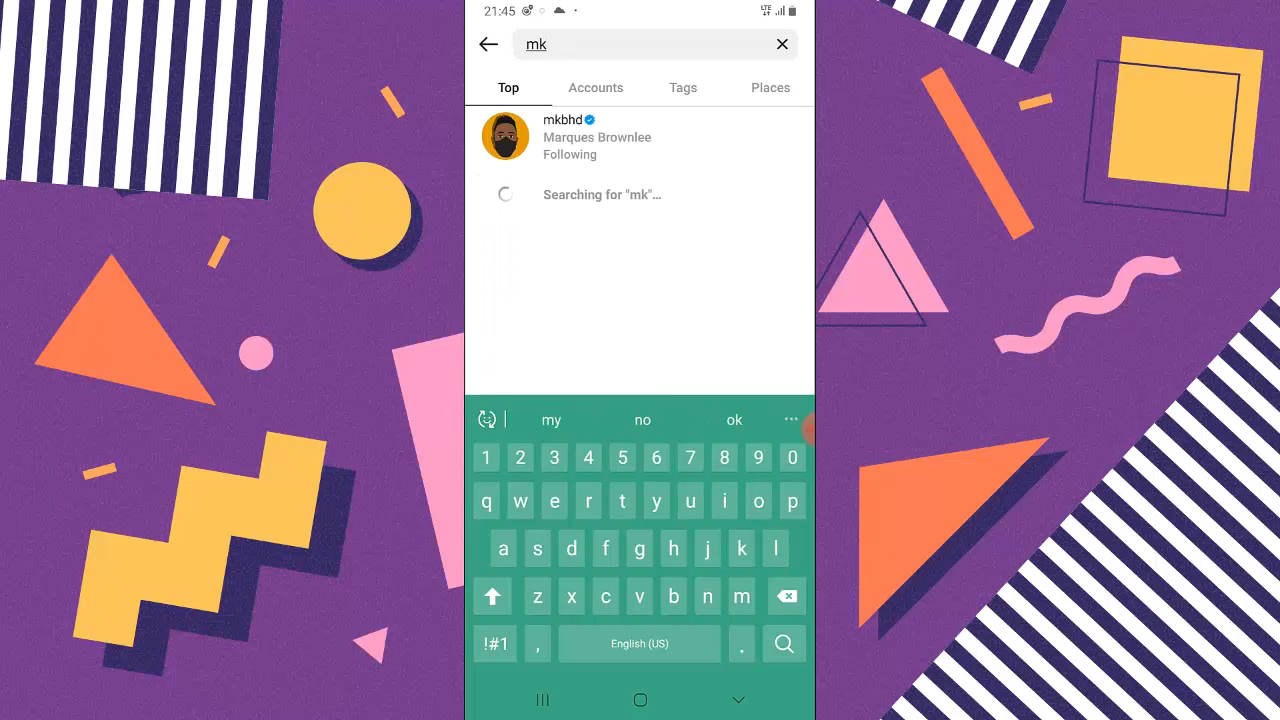 21:45 LTE
mk
Top Accounts Tags Places
mkbhd
Marques Brownlee
Following
Searching for "mk"...
my no ok
1 2 3 4 5 6 7 8 9 0
q w e r t y u i o p
a s d f g h j k l
z x c v b n m
!#1 , English (US) .